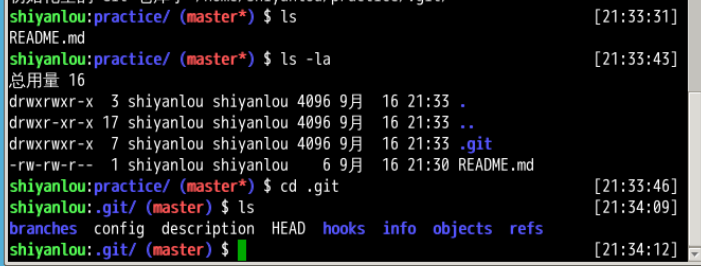 shiyanlou:practice/ (master*) $ ls [21:33:31]
README.md
shiyanlou:practice/ (master*) $ ls -la [21:33:43]
总用量 16
drwxrwxr-x 3 shiyanlou shiyanlou 4096 9月 16 21:33 .
drwxr-xr-x 17 shiyanlou shiyanlou 4096 9月 16 21:33 ..
drwxrwxr-x 7 shiyanlou shiyanlou 4096 9月 16 21:33 .git
-rw-rw-r-- 1 shiyanlou shiyanlou 6 9月 16 21:30 README.md
shiyanlou:practice/ (master*) $ cd .git [21:33:46]
shiyanlou:.git/ (master) $ ls [21:34:09]
branches config description HEAD hooks info objects refs
shiyanlou:.git/ (master) $ [21:34:12]